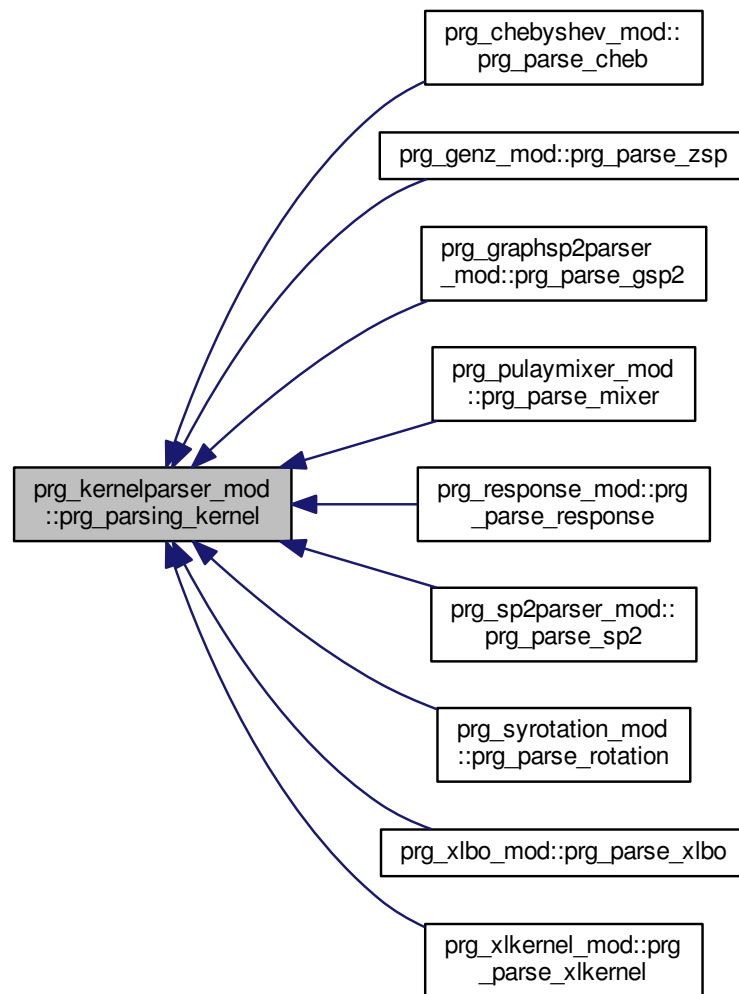 prg_chebyshev_mod::
prg_parse_cheb
prg_genz_mod::prg_parse_zsp
prg_graphsp2parser
_mod::prg_parse_gsp2
prg_pulaymixer_mod
::prg_parse_mixer
prg_kernelparser_mod
::prg_parsing_kernel
prg_response_mod::prg
_parse_response
prg_sp2parser_mod::
prg_parse_sp2
prg_syrotation_mod
::prg_parse_rotation
prg_xlbo_mod::prg_parse_xlbo
prg_xlkernel_mod::prg
_parse_xlkernel